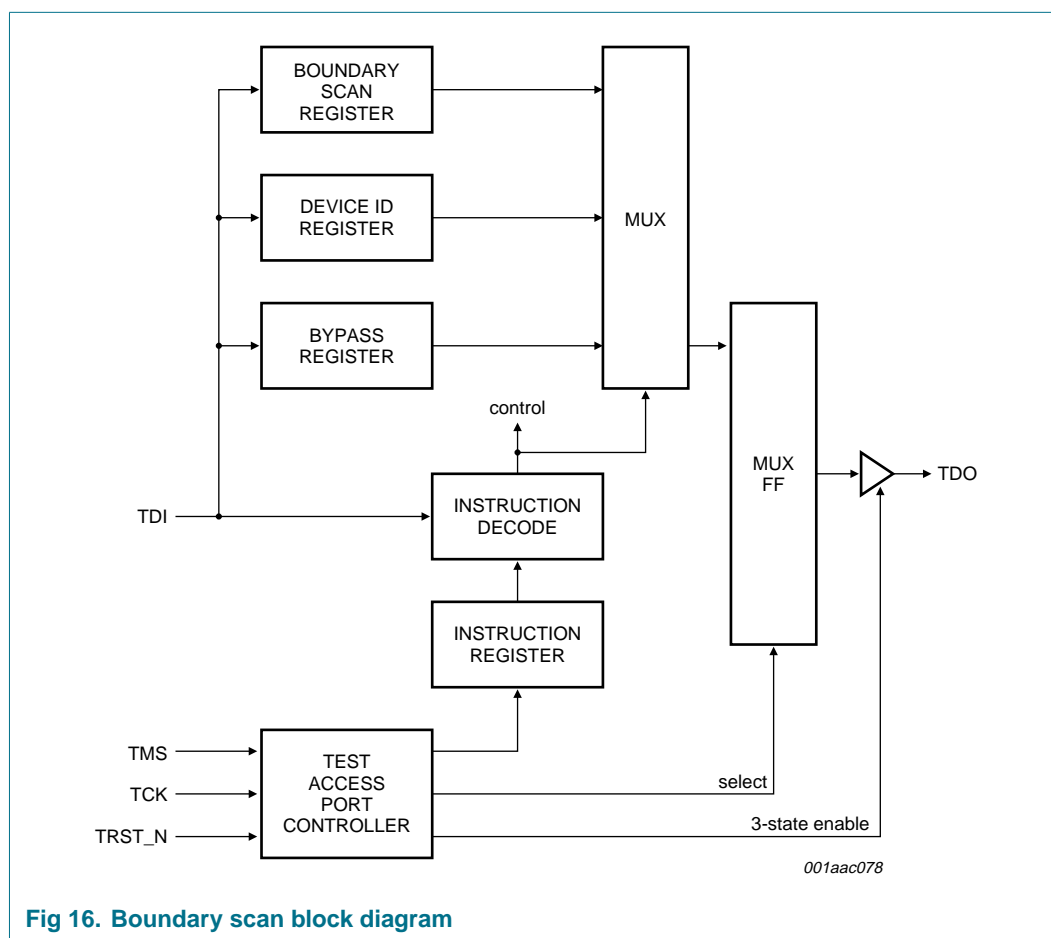 BOUNDARY
SCAN
REGISTER
DEVICE ID
REGISTER
BYPASS
REGISTER
MUX
control
MUX
FF
TDO
TDI
INSTRUCTION
DECODE
INSTRUCTION
REGISTER
TMS
TCK
TRST_N
TEST
ACCESS
PORT
CONTROLLER
select
3-state enable
001aac078
Fig 16. Boundary scan block diagram